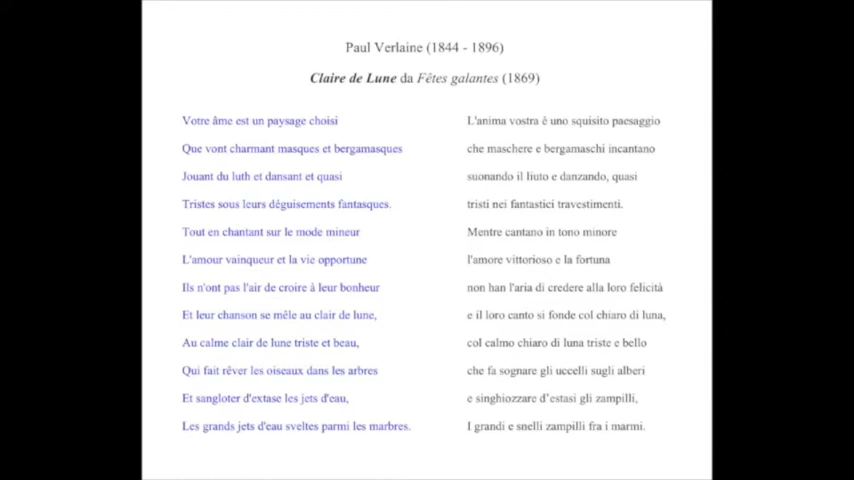 Paul Verlaine (1844 - 1896)
Claire de Lune da Fêtes galantes (1869)
Votre âme est un paysage choisi
Que vont charmant masques et bergamasques
Jouant du luth et dansant et quasi
Tristes sous leurs déguisements fantasques.
Tout en chantant sur le mode mineur
L'amour vainqueur et la vie opportune
Ils n'ont pas l'air de croire à leur bonheur
Et leur chanson se mêle au clair de lune,
Au calme clair de lune triste et beau,
Qui fait rêver les oiseaux dans les arbres
Et sangloter d'extase les jets d'eau,
Les grands jets d'eau sveltes parmi les marbres.
L'anima vostra è uno squisito paesaggio
che maschere e bergamaschi incantano
suonando il liuto e danzando, quasi
tristi nei fantastici travestimenti.
Mentre cantano in tono minore
l'amore vittorioso e la fortuna
non han l'aria di credere alla loro felicità
e il loro canto si fonde col chiaro di luna,
col calmo chiaro di luna triste e bello
che fa sognare gli uccelli sugli alberi
e singhiozzare d’estasi gli zampilli,
I grandi e snelli zampilli fra i marmi.